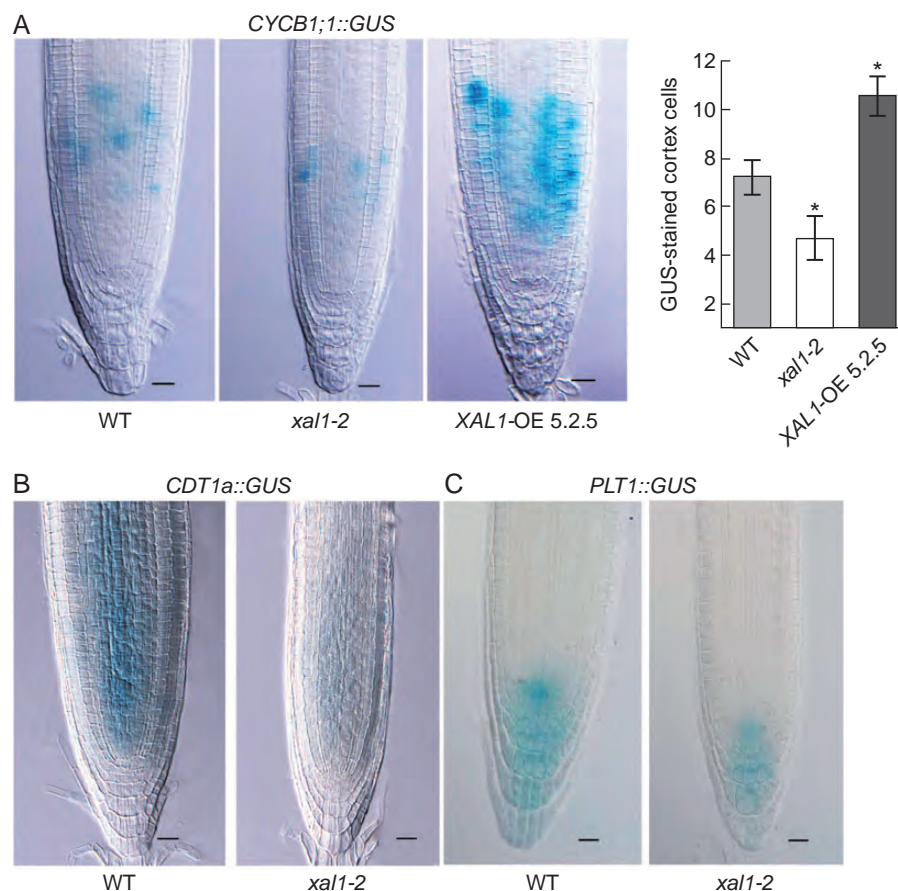 A
CYCB1;1::GUS
WT
xal1-2
XAL1-OE 5.2.5
GUS-stained cortex cells
12
10
8
6
4
2
*
*
WT
xal1-2
XAL1-OE 5.2.5
B
CDT1a::GUS
WT
xal1-2
C
PLT1::GUS
WT
xal1-2